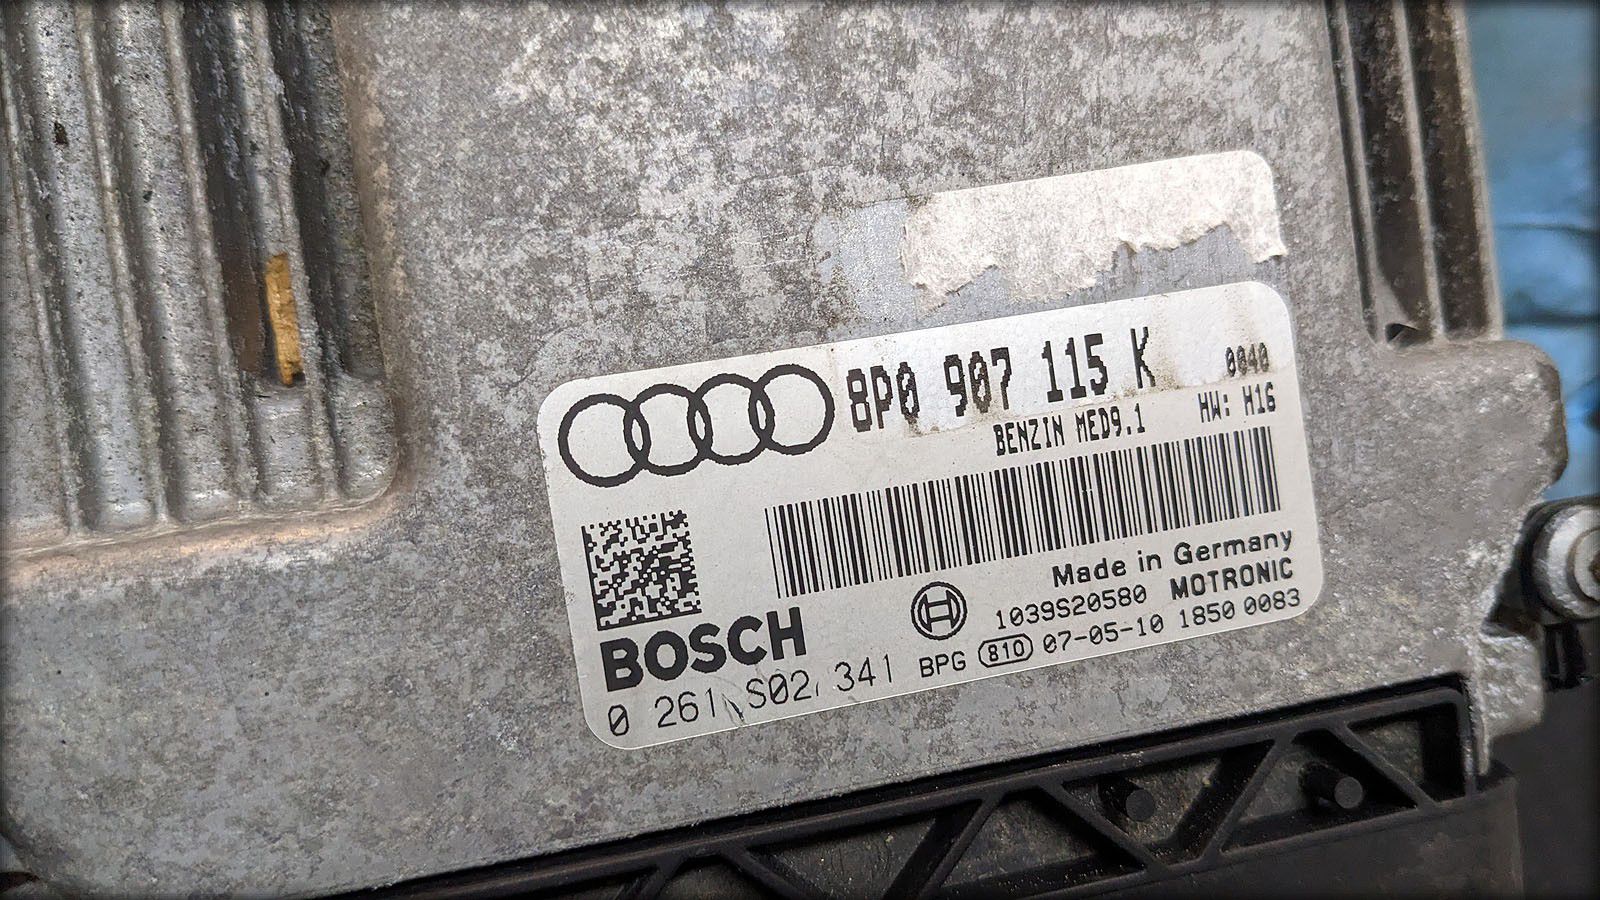 8P0 907 115 K 0040
BENZIN MED9.1 HW: H16
Made in Germany
BOSCH 1039S20580 MOTRONIC
0 261 S02 341 BPG 810 07-05-10 1850 0083